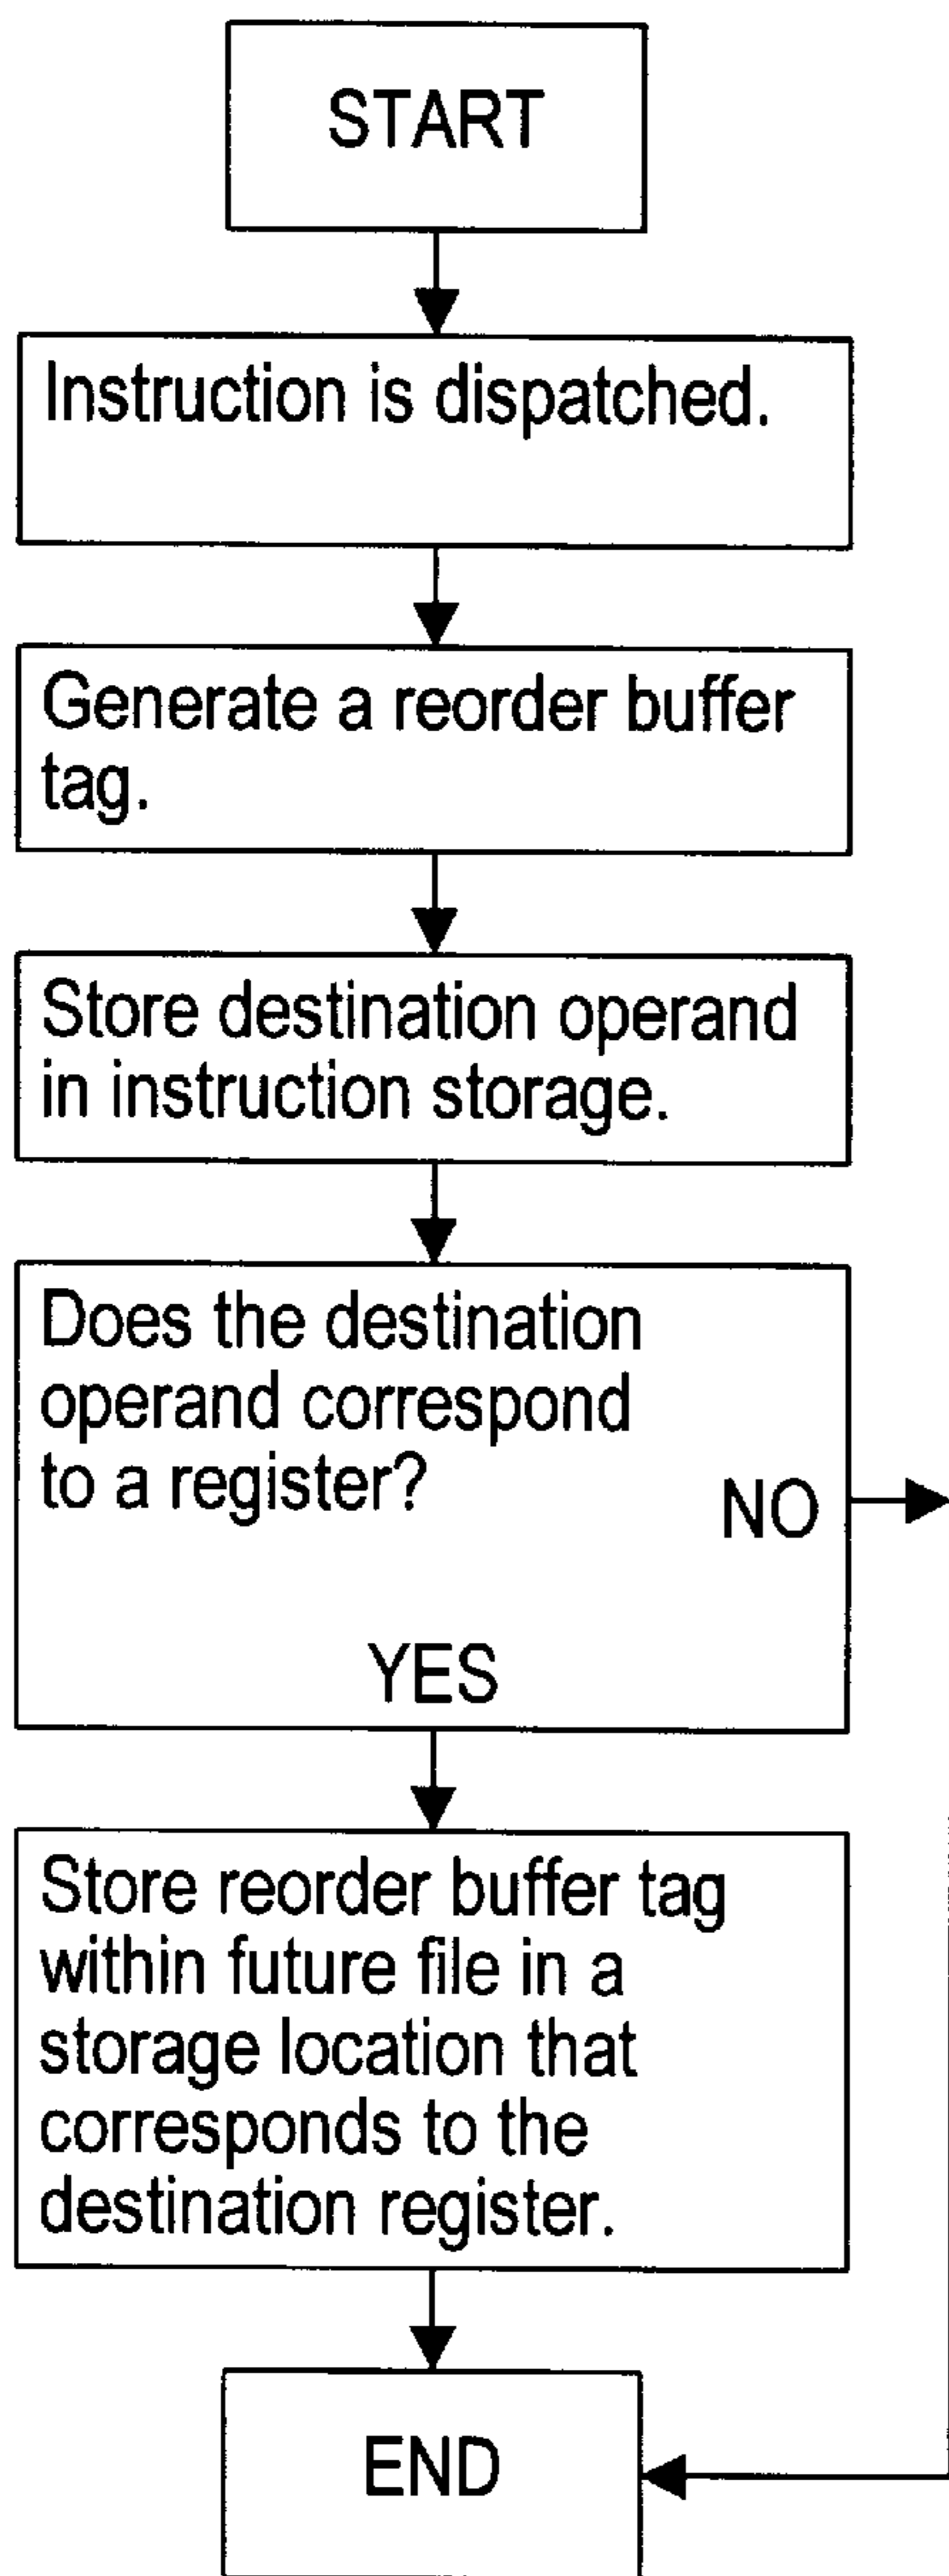 START
Instruction is dispatched.
Generate a reorder buffer
tag.
Store destination operand
in instruction storage.
Does the destination
operand correspond
to a register?
NO
YES
Store reorder buffer tag
within future file in a
storage location that
corresponds to the
destination register.
END